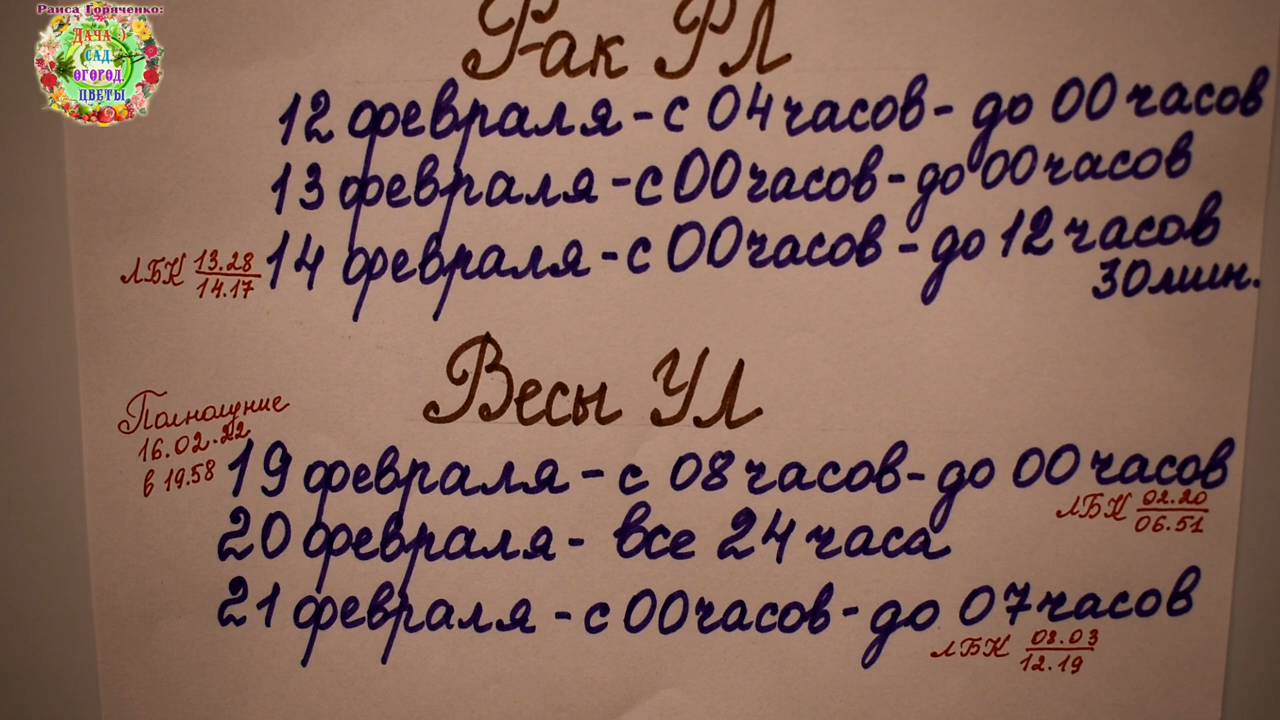 Раиса Горяченко:
Дача
сад,
огород,
цветы
Рак РЛ
12 февраля - с 04 часов - до 00 часов
13 февраля - с 00 часов - до 00 часов
ЛБК 13.28 14 февраля - с 00 часов - до 12 часов
14.17
30 мин.
Весы УЛ
Полнолуние
16.02.22
в 19.58 19 февраля - с 08 часов - до 00 часов
ЛБК 02.20
06.51
20 февраля - все 24 часа
21 февраля - с 00 часов - до 07 часов
ЛБК 08.03
12.19